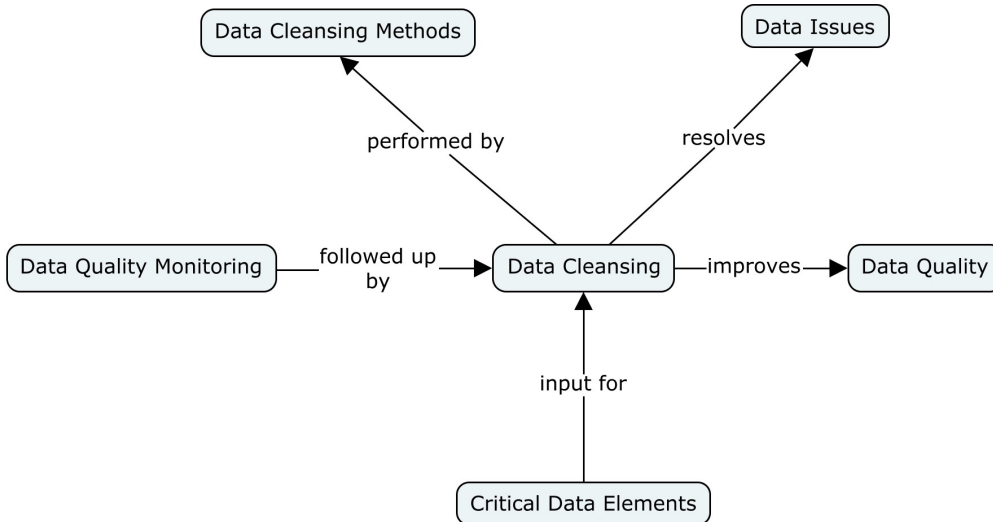 Data Cleansing Methods
Data Issues
performed by
resolves
Data Quality Monitoring
followed up
by
Data Cleansing
improves
Data Quality
input for
Critical Data Elements